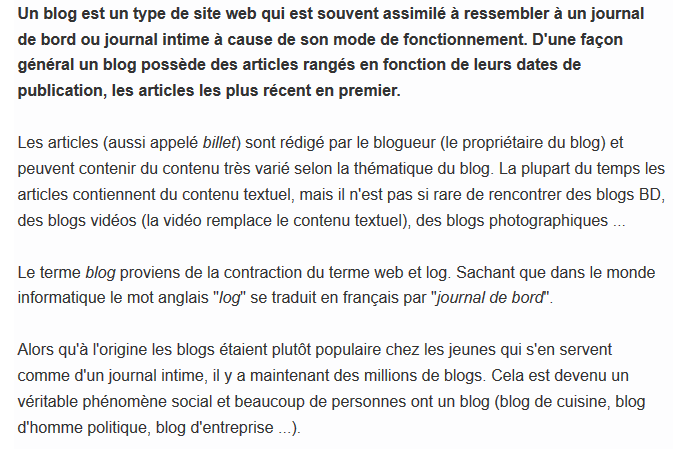 Un blog est un type de site web qui est souvent assimilé à ressembler à un journal
de bord ou journal intime à cause de son mode de fonctionnement. D'une façon
général un blog possède des articles rangés en fonction de leurs dates de
publication, les articles les plus récent en premier.
Les articles (aussi appelé billet) sont rédigé par le blogueur (le propriétaire du blog) et
peuvent contenir du contenu très varié selon la thématique du blog. La plupart du temps les
articles contiennent du contenu textuel, mais il n'est pas si rare de rencontrer des blogs BD,
des blogs vidéos (la vidéo remplace le contenu textuel), des blogs photographiques ...
Le terme blog proviens de la contraction du terme web et log. Sachant que dans le monde
informatique le mot anglais "log" se traduit en français par "journal de bord".
Alors qu'à l'origine les blogs étaient plutôt populaire chez les jeunes qui s'en servent
comme d'un journal intime, il y a maintenant des millions de blogs. Cela est devenu un
véritable phénomène social et beaucoup de personnes ont un blog (blog de cuisine, blog
d'homme politique, blog d'entreprise ...).